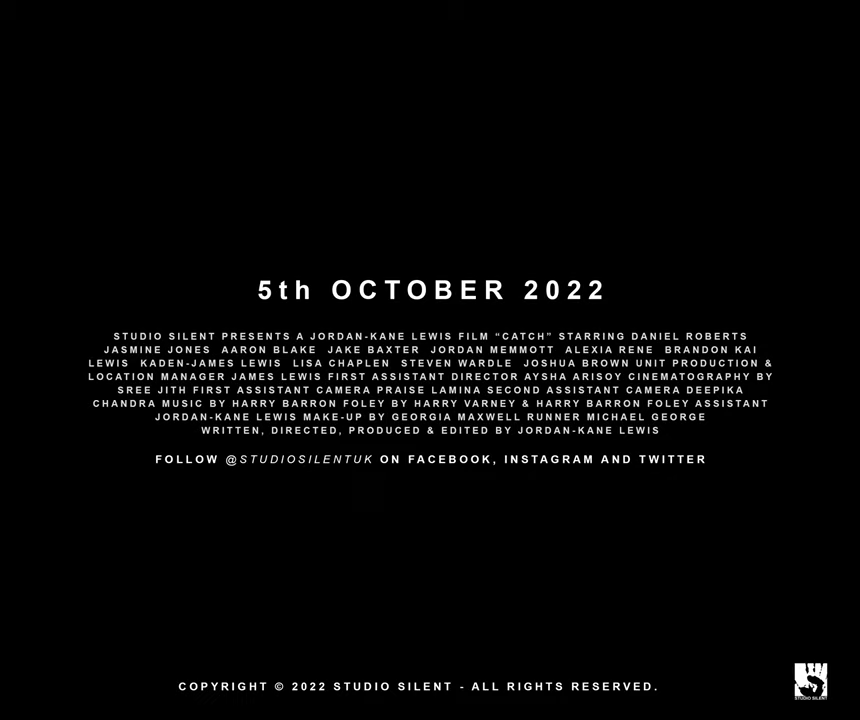 5th OCTOBER 2022
STUDIO SILENT PRESENTS A JORDAN-KANE LEWIS FILM “CATCH” STARRING DANIEL ROBERTS
JASMINE JONES AARON BLAKE JAKE BAXTER JORDAN MEMMOTT ALEXIA RENE BRANDON KAI
LEWIS KADEN-JAMES LEWIS LISA CHAPLEN STEVEN WARDLE JOSHUA BROWN UNIT PRODUCTION &
LOCATION MANAGER JAMES LEWIS FIRST ASSISTANT DIRECTOR AYSHA ARISOY CINEMATOGRAPHY BY
SREE JITH FIRST ASSISTANT CAMERA PRAISE LAMINA SECOND ASSISTANT CAMERA DEEPIKA
CHANDRA MUSIC BY HARRY BARRON FOLEY BY HARRY VARNEY & HARRY BARRON FOLEY ASSISTANT
JORDAN-KANE LEWIS MAKE-UP BY GEORGIA MAXWELL RUNNER MICHAEL GEORGE
WRITTEN, DIRECTED, PRODUCED & EDITED BY JORDAN-KANE LEWIS
FOLLOW @STUDIOSILENTUK ON FACEBOOK, INSTAGRAM AND TWITTER
COPYRIGHT © 2022 STUDIO SILENT - ALL RIGHTS RESERVED.
STUDIO SILENT